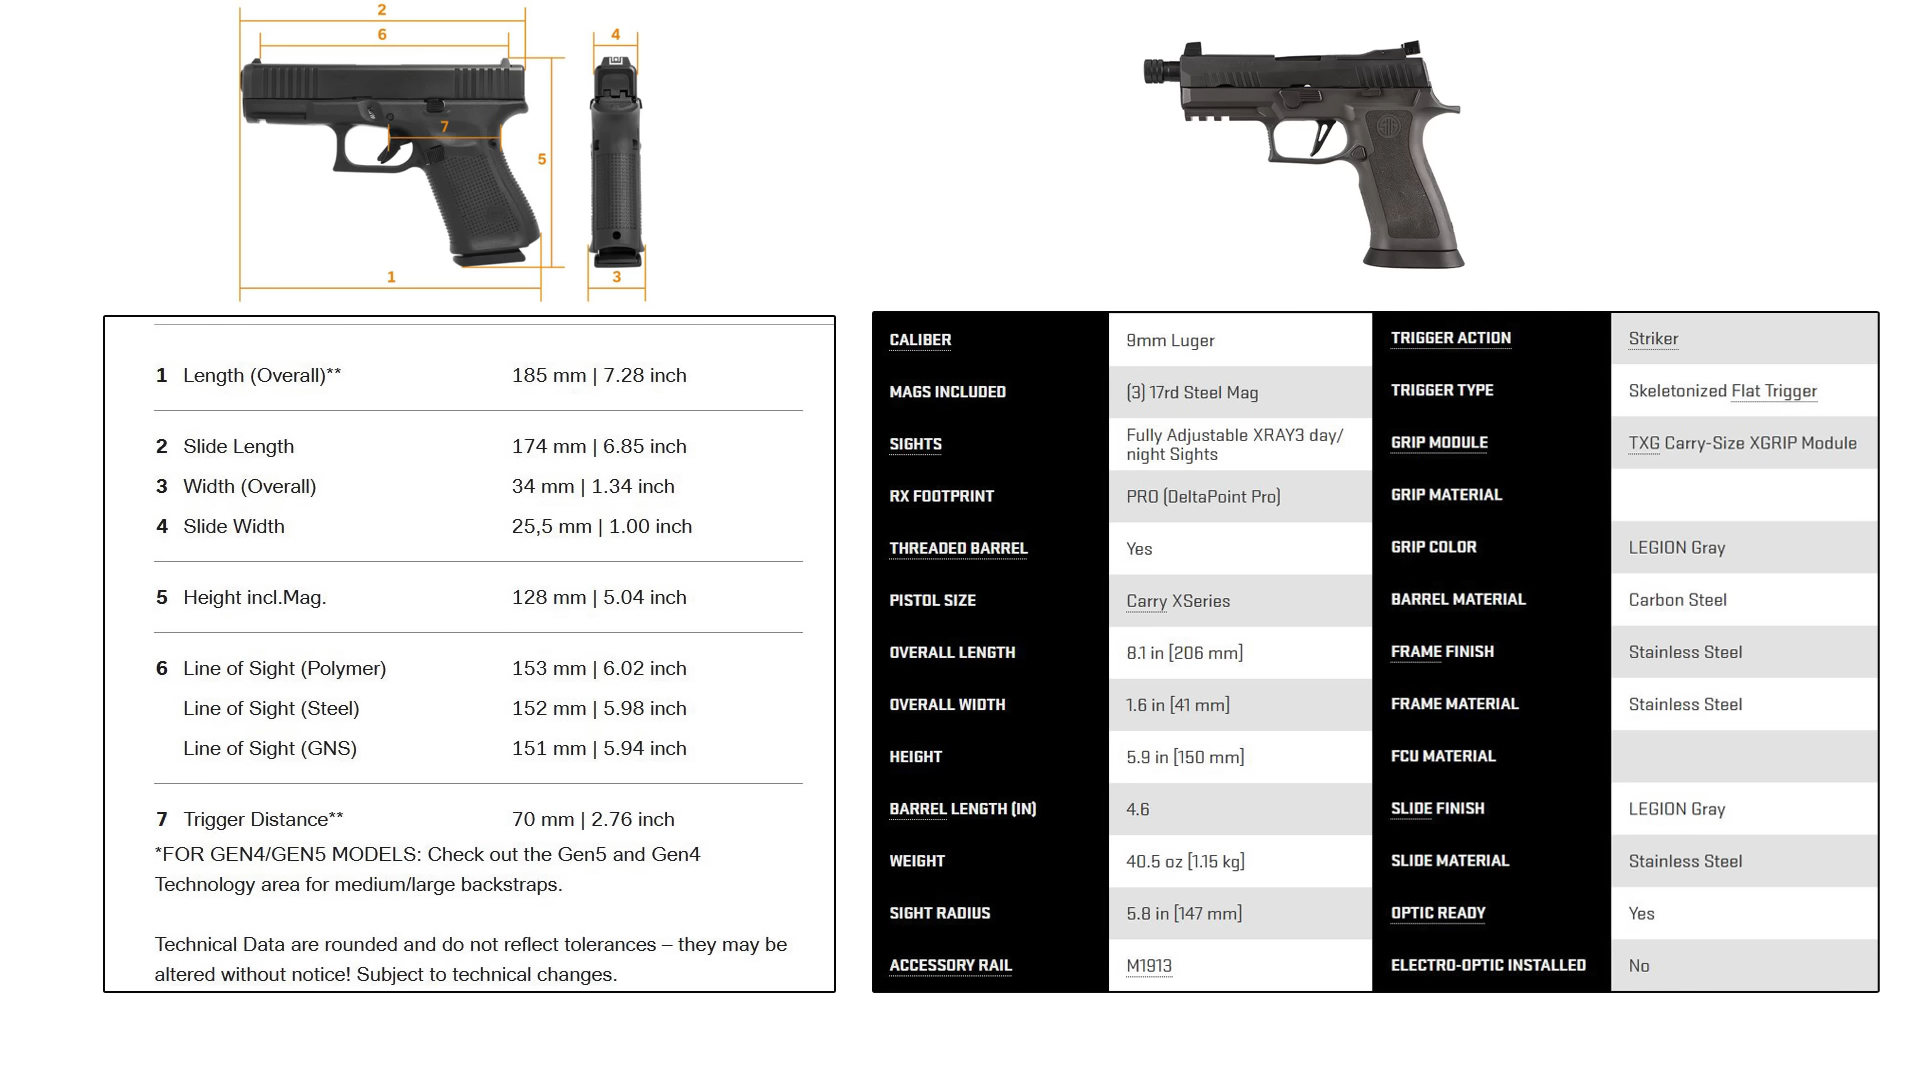 2
6
4
7
5
1
3
1 Length (Overall)** 185 mm | 7.28 inch
2 Slide Length 174 mm | 6.85 inch
3 Width (Overall) 34 mm | 1.34 inch
4 Slide Width 25,5 mm | 1.00 inch
5 Height incl.Mag. 128 mm | 5.04 inch
6 Line of Sight (Polymer) 153 mm | 6.02 inch
Line of Sight (Steel) 152 mm | 5.98 inch
Line of Sight (GNS) 151 mm | 5.94 inch
7 Trigger Distance** 70 mm | 2.76 inch
*FOR GEN4/GEN5 MODELS: Check out the Gen5 and Gen4
Technology area for medium/large backstraps.
Technical Data are rounded and do not reflect tolerances – they may be
altered without notice! Subject to technical changes.
CALIBER 9mm Luger
MAGS INCLUDED (3) 17rd Steel Mag
SIGHTS Fully Adjustable XRAY3 day/
night Sights
RX FOOTPRINT PRO (DeltaPoint Pro)
THREADED BARREL Yes
PISTOL SIZE Carry XSeries
OVERALL LENGTH 8.1 in [206 mm]
OVERALL WIDTH 1.6 in [41 mm]
HEIGHT 5.9 in [150 mm]
BARREL LENGTH (IN) 4.6
WEIGHT 40.5 oz [1.15 kg]
SIGHT RADIUS 5.8 in [147 mm]
ACCESSORY RAIL M1913
TRIGGER ACTION Striker
TRIGGER TYPE Skeletonized Flat Trigger
GRIP MODULE TXG Carry-Size XGRIP Module
GRIP MATERIAL
GRIP COLOR LEGION Gray
BARREL MATERIAL Carbon Steel
FRAME FINISH Stainless Steel
FRAME MATERIAL Stainless Steel
FCU MATERIAL
SLIDE FINISH LEGION Gray
SLIDE MATERIAL Stainless Steel
OPTIC READY Yes
ELECTRO-OPTIC INSTALLED No